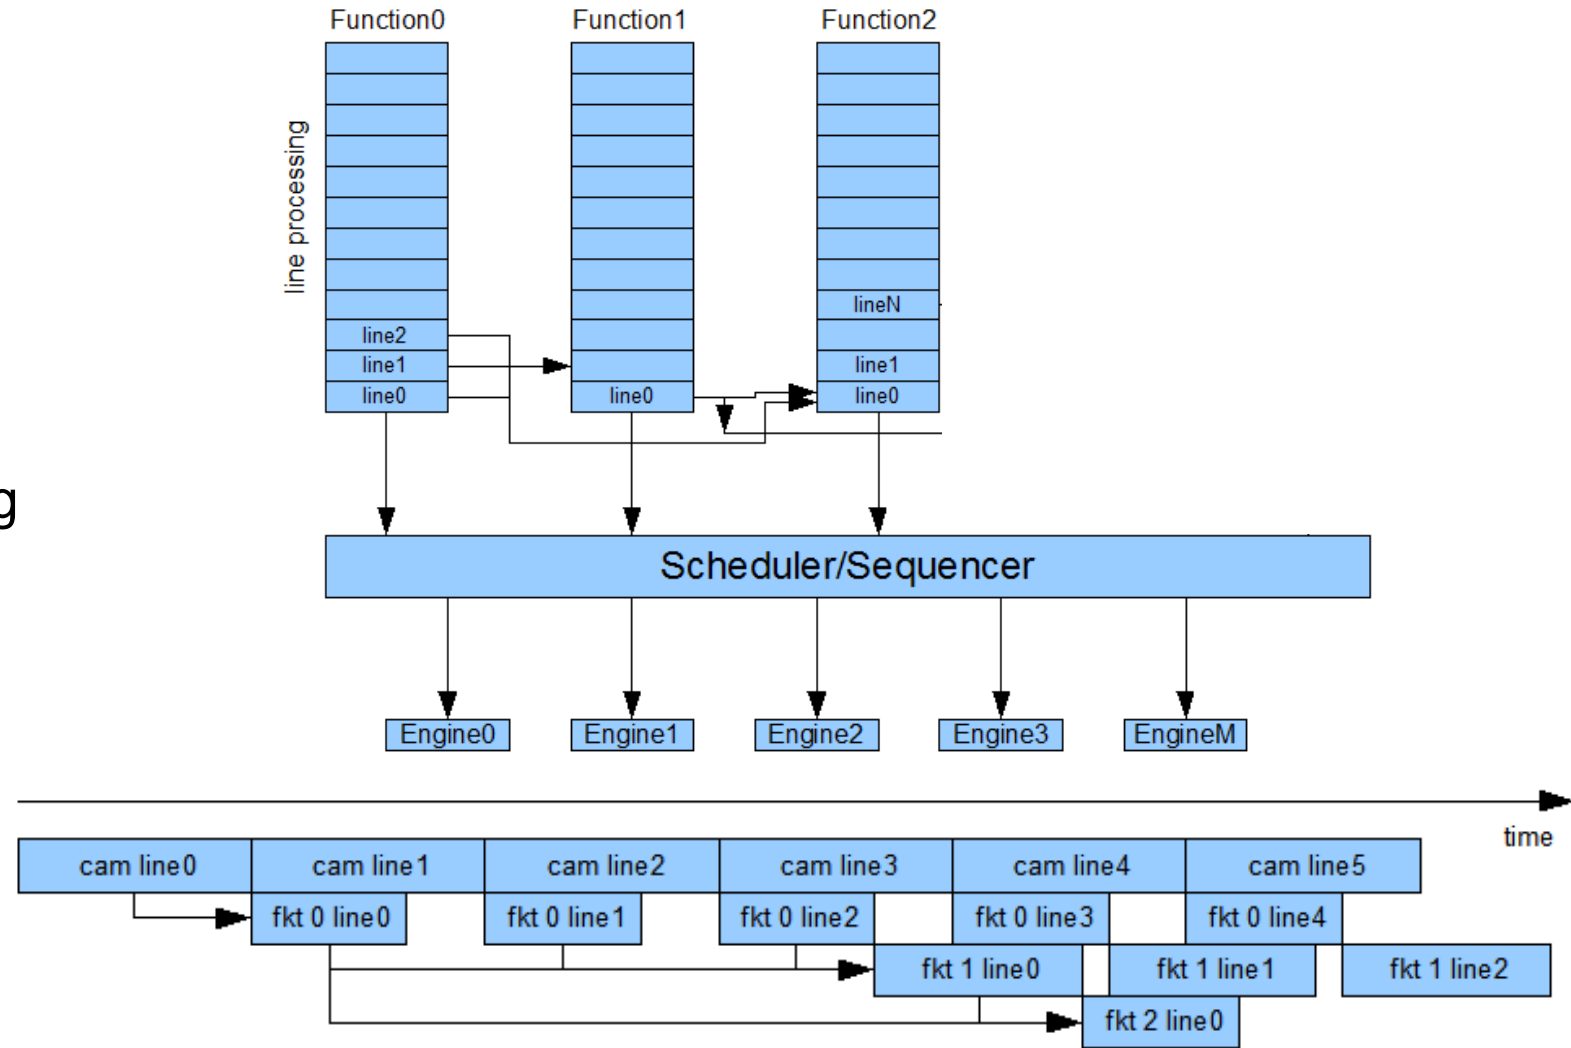 Function0 Function1 Function2
line processing
lineN
line2
line1 line1
line0 line0 line0
g
Scheduler/Sequencer
Engine0 Engine1 Engine2 Engine3 EngineM
time
cam line0 cam line1 cam line2 cam line3 cam line4 cam line5
fkt 0 line0 fkt 0 line1 fkt 0 line2 fkt 0 line3 fkt 0 line4
fkt 1 line0 fkt 1 line1 fkt 1 line2
fkt 2 line0